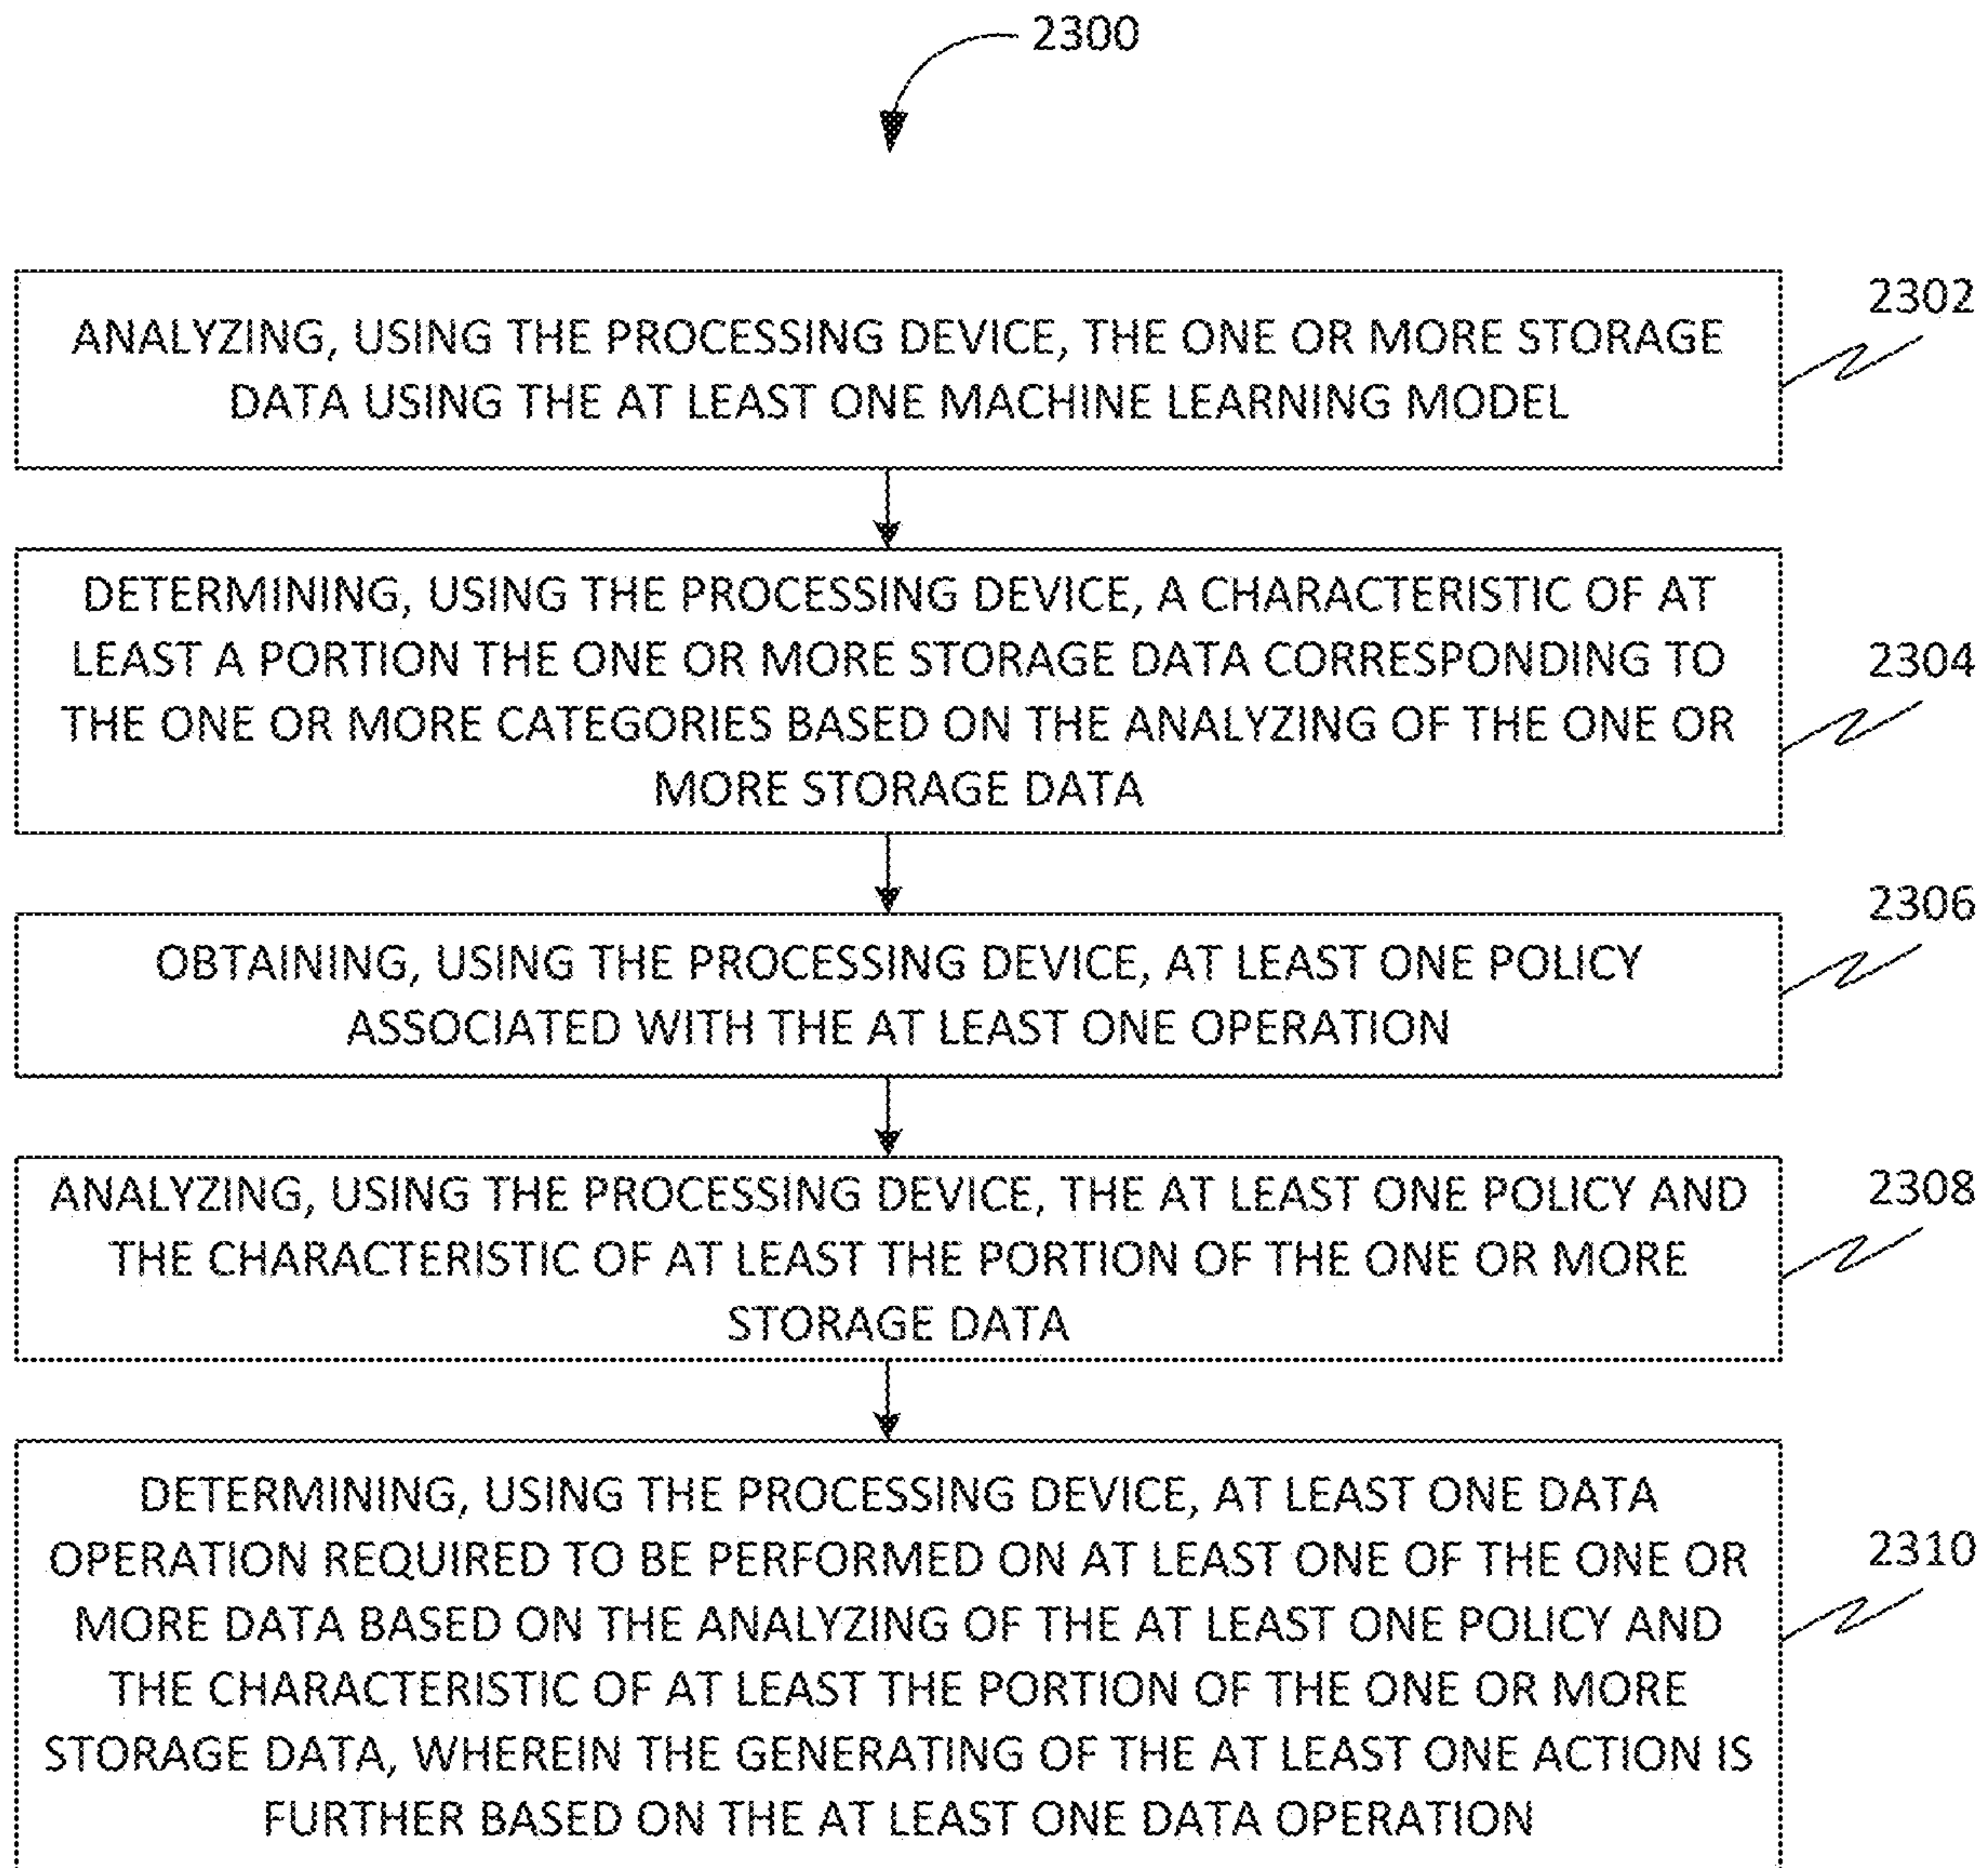 2300
2302
ANALYZING, USING THE PROCESSING DEVICE, THE ONE OR MORE STORAGE
DATA USING THE AT LEAST ONE MACHINE LEARNING MODEL
DETERMINING, USING THE PROCESSING DEVICE, A CHARACTERISTIC OF AT
LEAST A PORTION THE ONE OR MORE STORAGE DATA CORRESPONDING TO
2304
THE ONE OR MORE CATEGORIES BASED ON THE ANALYZING OF THE ONE OR
MORE STORAGE DATA
2306
OBTAINING, USING THE PROCESSING DEVICE, AT LEAST ONE POLICY
ASSOCIATED WITH THE AT LEAST ONE OPERATION
ANALYZING, USING THE PROCESSING DEVICE, THE AT LEAST ONE POLICY AND
2308
THE CHARACTERISTIC OF AT LEAST THE PORTION OF THE ONE OR MORE
STORAGE DATA
DETERMINING, USING THE PROCESSING DEVICE, AT LEAST ONE DATA
OPERATION REQUIRED TO BE PERFORMED ON AT LEAST ONE OF THE ONE OR
2310
MORE DATA BASED ON THE ANALYZING OF THE AT LEAST ONE POLICY AND
THE CHARACTERISTIC OF AT LEAST THE PORTION OF THE ONE OR MORE
STORAGE DATA, WHEREIN THE GENERATING OF THE AT LEAST ONE ACTION IS
FURTHER BASED ON THE AT LEAST ONE DATA OPERATION